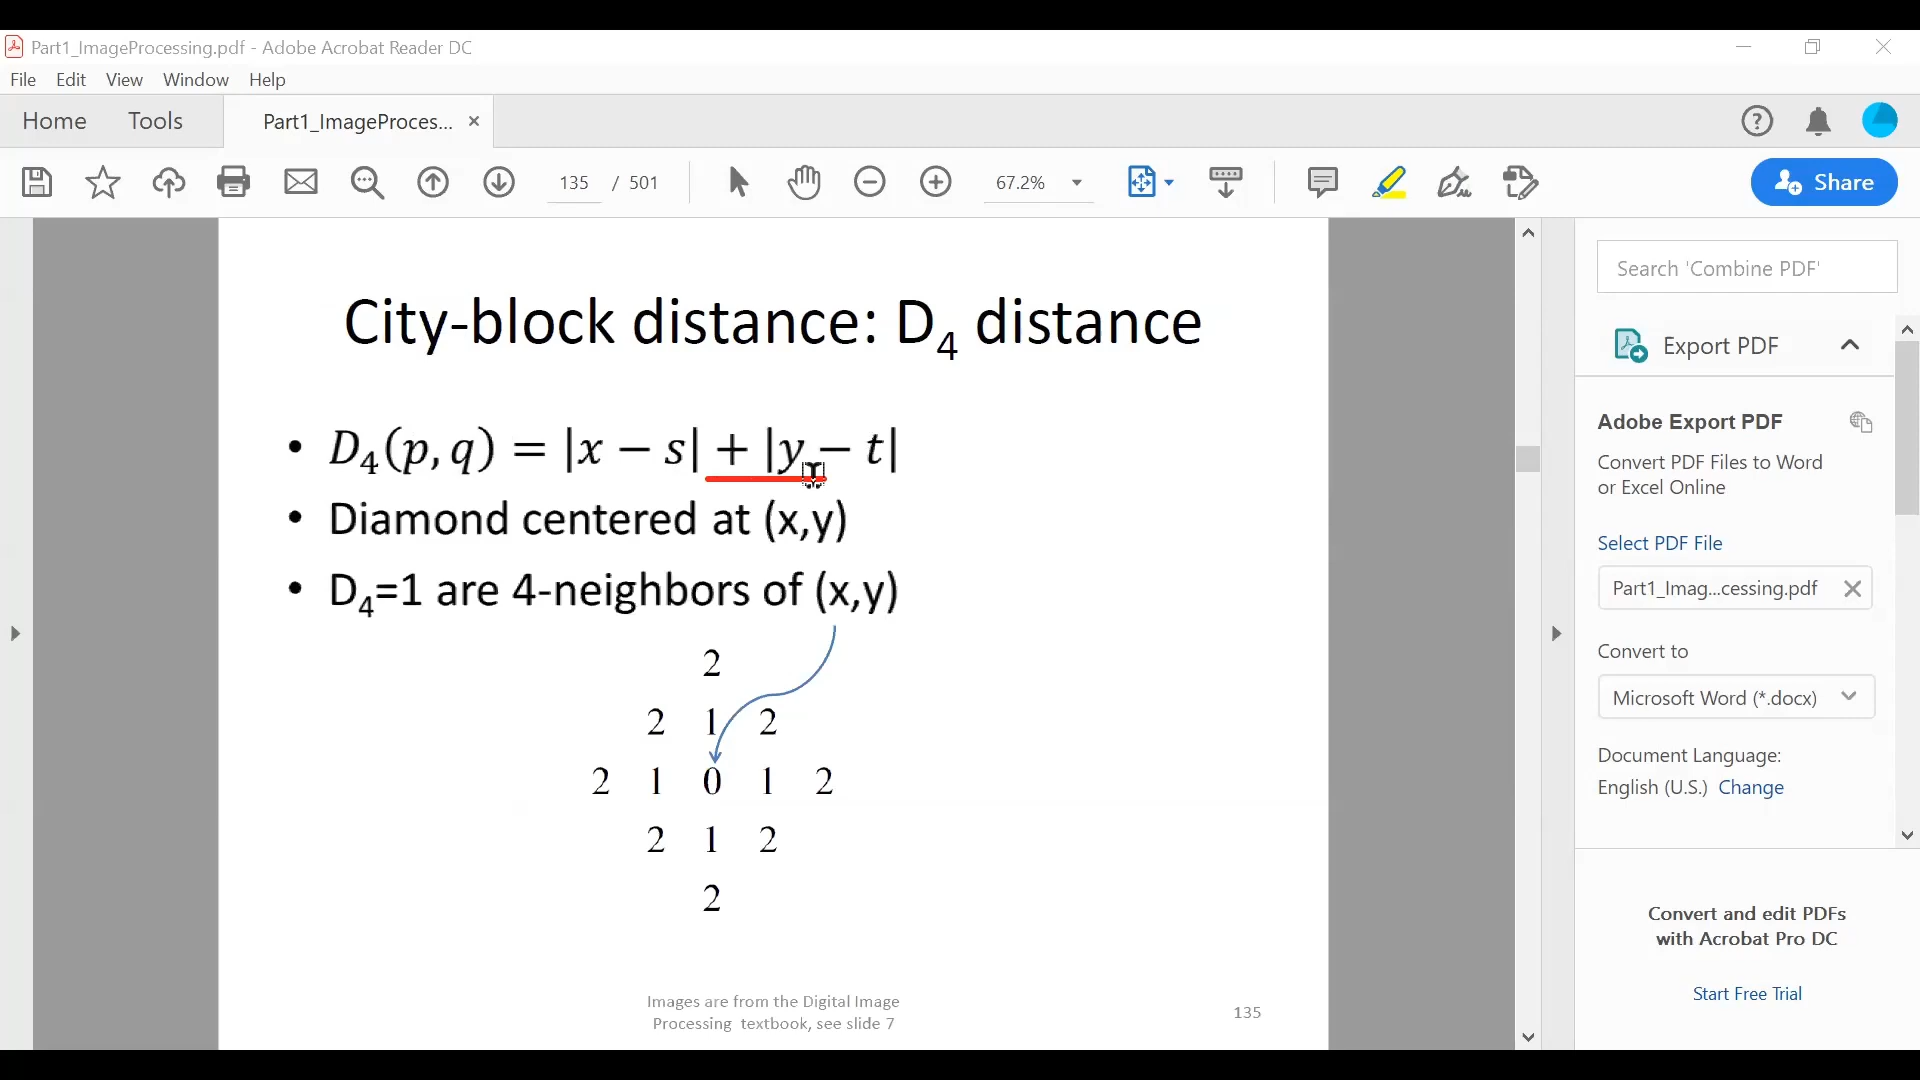 Part1_ImageProcessing.pdf - Adobe Acrobat Reader DC
File Edit View Window Help
Home Tools Part1_ImageProces... ×
135 / 501 67.2% Share
City-block distance: D₄ distance
• D₄(p, q) = |x − s| + |y − t|
• Diamond centered at (x,y)
• D₄=1 are 4-neighbors of (x,y)
2
2 1 2
2 1 0 1 2
2 1 2
2
Images are from the Digital Image
Processing textbook, see slide 7
135
Search 'Combine PDF'
Export PDF
Adobe Export PDF
Convert PDF Files to Word
or Excel Online
Select PDF File
Part1_Imag...cessing.pdf
Convert to
Microsoft Word (*.docx)
Document Language:
English (U.S.) Change
Convert and edit PDFs
with Acrobat Pro DC
Start Free Trial